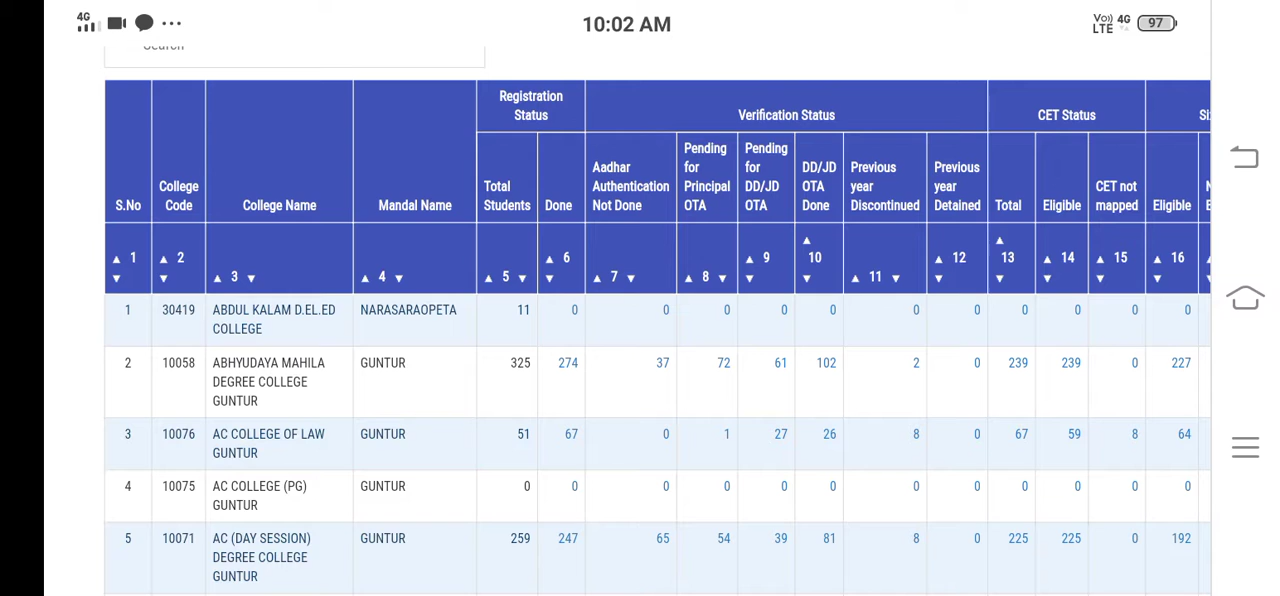 4G 10:02 AM Vo)) LTE 4G 97
Search
Registration Status Verification Status CET Status
S.No College Code College Name Mandal Name Total Students Done Aadhar Authentication Not Done Pending for Principal OTA Pending for DD/JD OTA DD/JD OTA Done Previous year Discontinued Previous year Detained Total Eligible CET not mapped Eligible
▲ 1 ▼ ▲ 2 ▼ ▲ 3 ▼ ▲ 4 ▼ ▲ 5 ▼ ▲ 6 ▼ ▲ 7 ▼ ▲ 8 ▼ ▲ 9 ▼ ▲ 10 ▼ ▲ 11 ▼ ▲ 12 ▼ ▲ 13 ▼ ▲ 14 ▼ ▲ 15 ▼ ▲ 16 ▼
1 30419 ABDUL KALAM D.EL.ED COLLEGE NARASARAOPETA 11 0 0 0 0 0 0 0 0 0 0 0
2 10058 ABHYUDAYA MAHILA DEGREE COLLEGE GUNTUR GUNTUR 325 274 37 72 61 102 2 0 239 239 0 227
3 10076 AC COLLEGE OF LAW GUNTUR GUNTUR 51 67 0 1 27 26 8 0 67 59 8 64
4 10075 AC COLLEGE (PG) GUNTUR GUNTUR 0 0 0 0 0 0 0 0 0 0 0 0
5 10071 AC (DAY SESSION) DEGREE COLLEGE GUNTUR GUNTUR 259 247 65 54 39 81 8 0 225 225 0 192